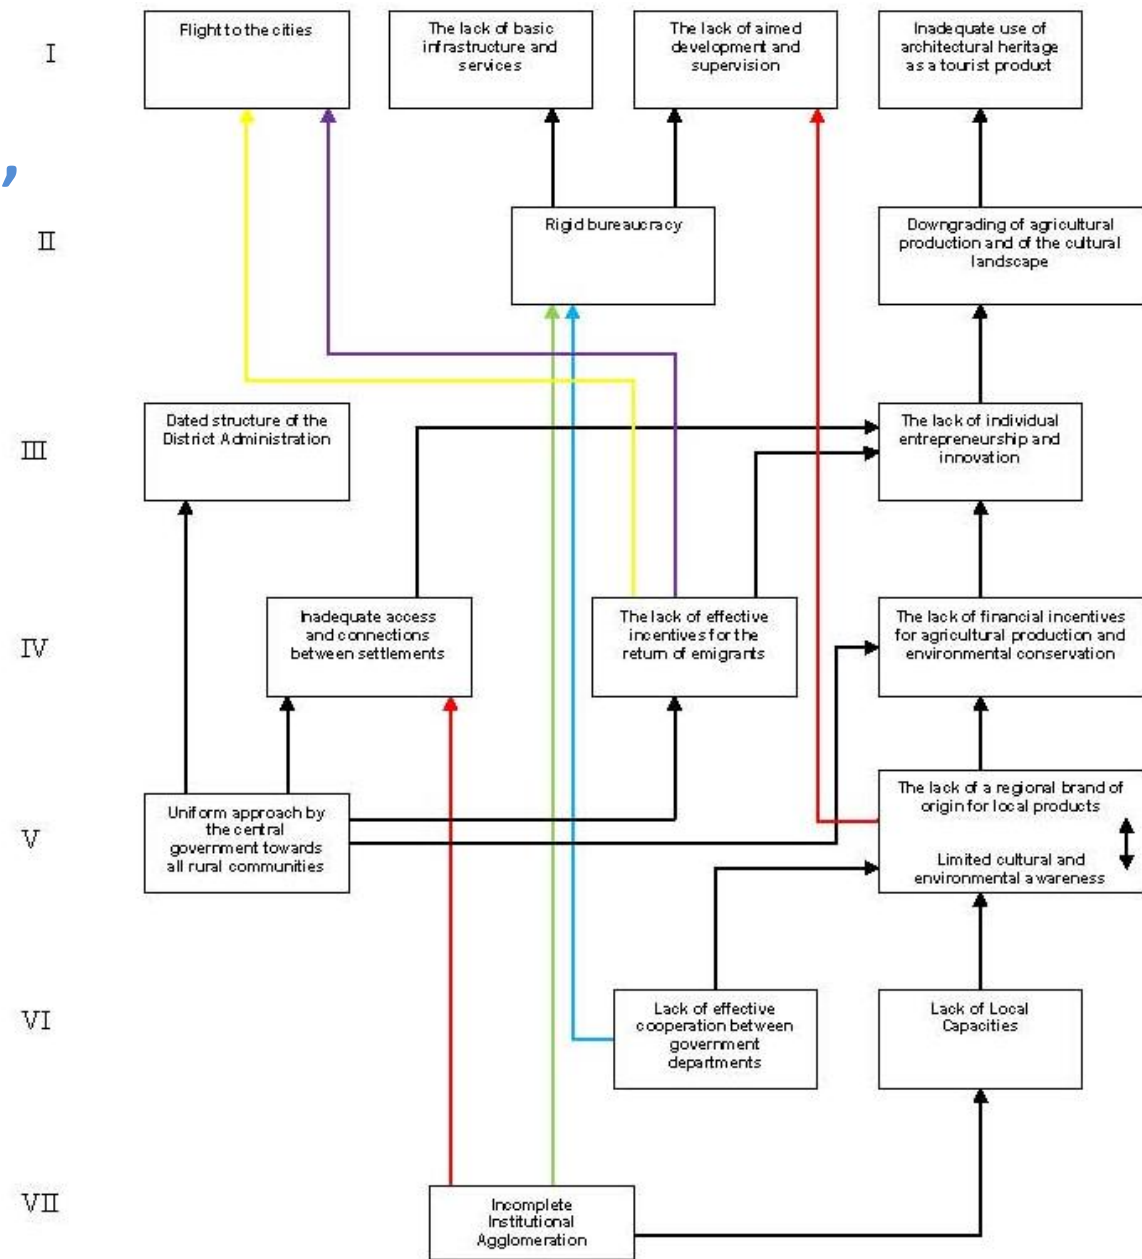 ,
I
Flight to the cities
The lack of basic
infrastructure and
services
The lack of aimed
development and
supervision
Inadequate use of
architectural heritage
as a tourist product
II
Rigid bureaucracy
Downgrading of agricultural
production and of the cultural
landscape
III
Dated structure of the
District Administration
The lack of individual
entrepreneurship and
innovation
IV
Inadequate access
and connections
between settlements
The lack of effective
incentives for the
return of emigrants
The lack of financial incentives
for agricultural production and
environmental conservation
V
Uniform approach by
the central
government towards
all rural communities
The lack of a regional brand of
origin for local products
Limited cultural and
environmental awareness
VI
Lack of effective
cooperation between
government
departments
Lack of Local
Capacities
VII
Incomplete
Institutional
Agglomeration